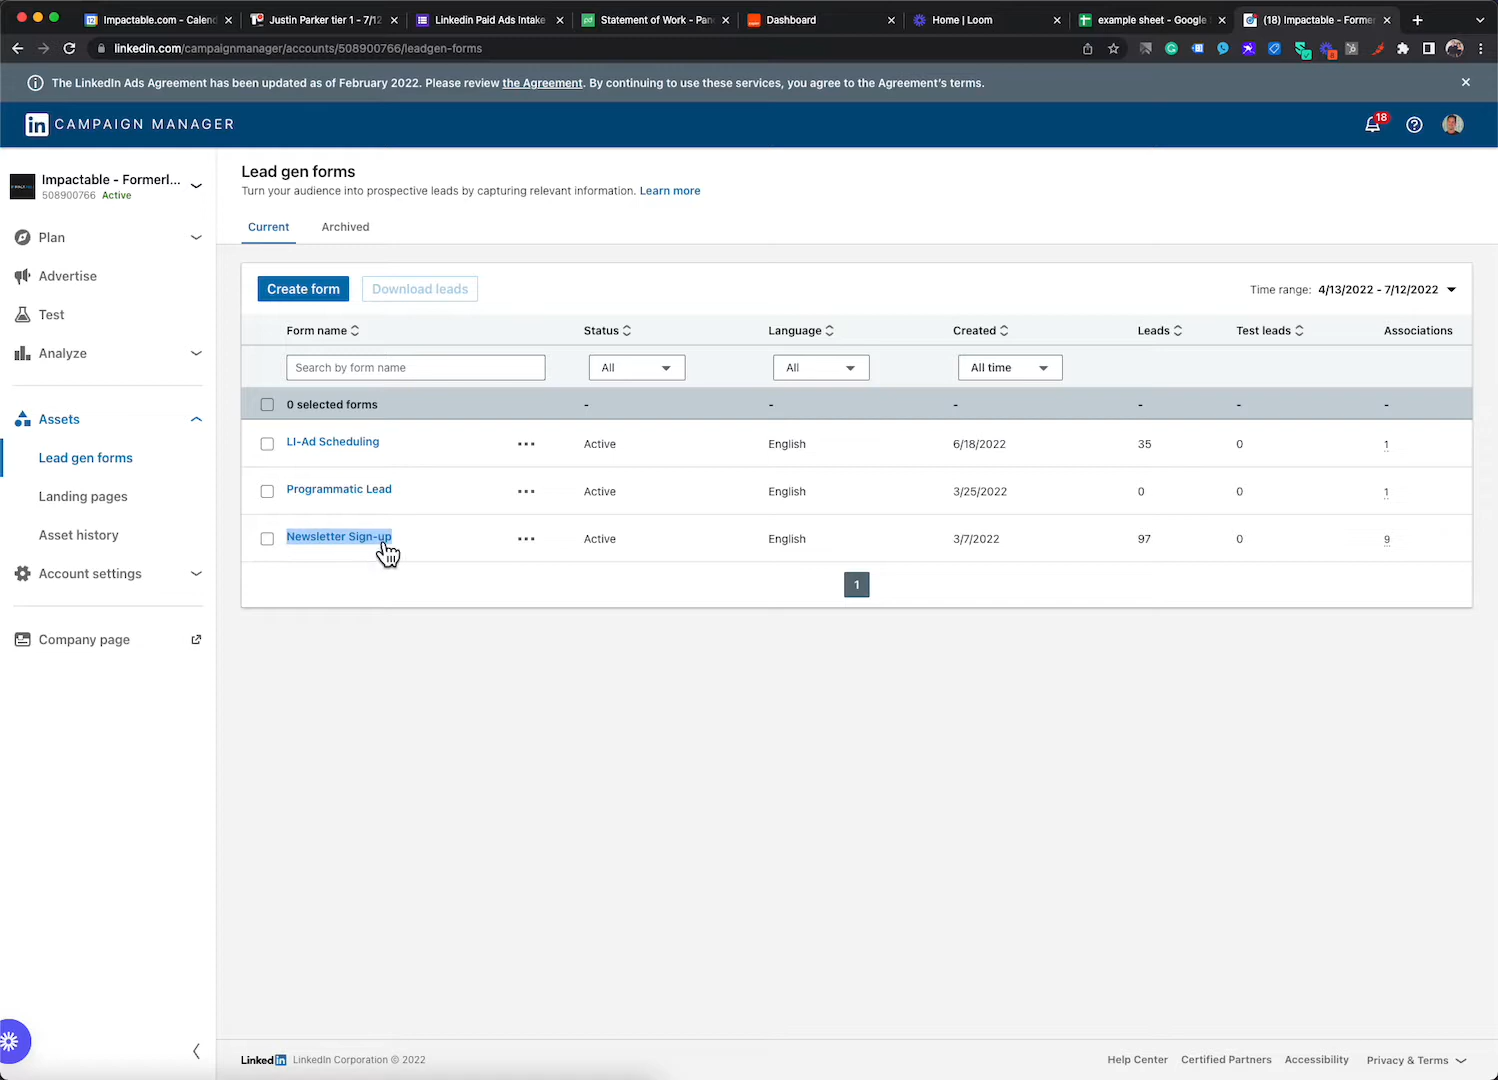 Impactable.com - Calend
Justin Parker tier 1 - 7/12
Linkedin Paid Ads Intake
Statement of Work - Pan
Dashboard
Home | Loom
example sheet - Google
(18) Impactable - Former
linkedin.com/campaignmanager/accounts/508900766/leadgen-forms
The LinkedIn Ads Agreement has been updated as of February 2022. Please review the Agreement. By continuing to use these services, you agree to the Agreement's terms.
in CAMPAIGN MANAGER
18
Impactable - Formerl...
508900766 Active
Plan
Advertise
Test
Analyze
Assets
Lead gen forms
Landing pages
Asset history
Account settings
Company page
Lead gen forms
Turn your audience into prospective leads by capturing relevant information. Learn more
Current Archived
Create form Download leads Time range: 4/13/2022 - 7/12/2022
Form name Status Language Created Leads Test leads Associations
Search by form name All All All time
0 selected forms - - - - - -
LI-Ad Scheduling ... Active English 6/18/2022 35 0 1
Programmatic Lead ... Active English 3/25/2022 0 0 1
Newsletter Sign-up ... Active English 3/7/2022 97 0 9
1
Linked in LinkedIn Corporation © 2022 Help Center Certified Partners Accessibility Privacy & Terms